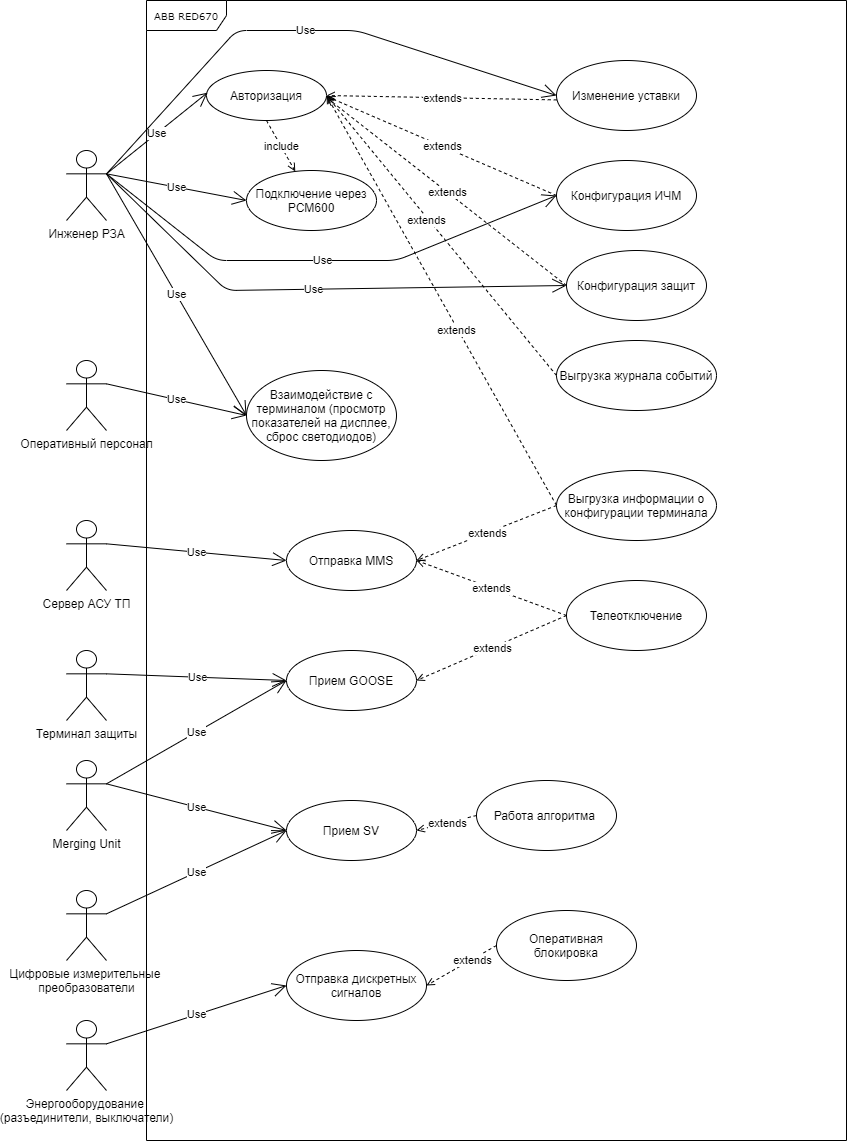 ABB RED670
Use
Авторизация
extends
Изменение уставки
Use
include
extends
Инженер РЗА
Use
Подключение через
PCM600
extends
Конфигурация ИЧМ
extends
Use
Use
Use
Конфигурация защит
extends
Выгрузка журнала событий
Оперативный персонал
Use
Взаимодействие с
терминалом (просмотр
показателей на дисплее,
сброс светодиодов)
Выгрузка информации о
конфигурации терминала
extends
Сервер АСУ ТП
Use
Отправка MMS
extends
Телеотключение
extends
Терминал защиты
Use
Прием GOOSE
Use
Merging Unit
Use
Прием SV
extends
Работа алгоритма
Use
Цифровые измерительные
преобразователи
Отправка дискретных
сигналов
extends
Оперативная
блокировка
Use
Энергооборудование
(разъединители, выключатели)